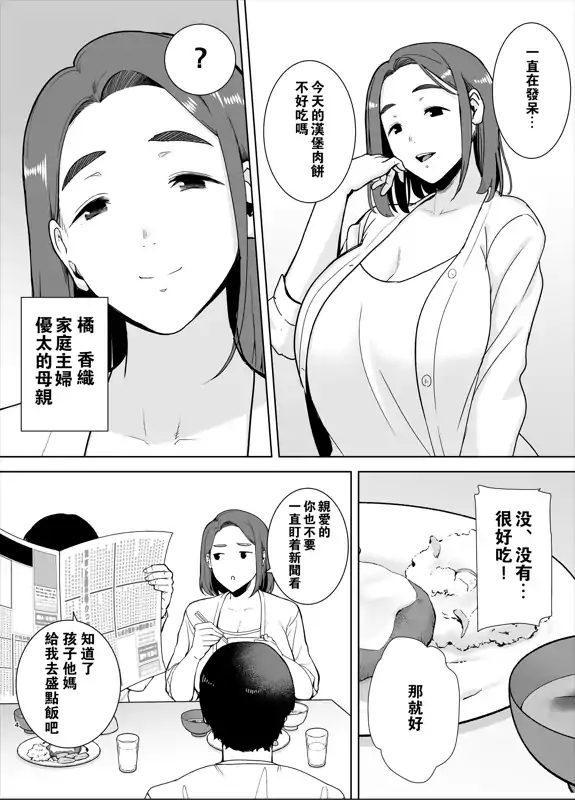 一直在發呆…
今天的漢堡肉餅
不好吃嗎
?
橘 香織
家庭主婦
優太的母親
没、没有…
很好吃!
那就好
親愛的
你也不要
一直盯着新聞看
知道了
孩子他媽
給我去盛點飯吧
4